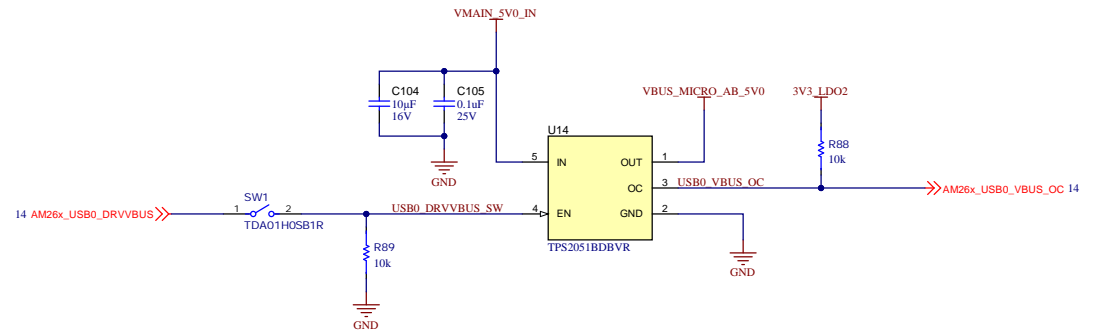 VMAIN_5V0_IN
C104
10µF
16V
C105
0.1uF
25V
GND
VBUS_MICRO_AB_5V0
3V3_LDO2
R88
10k
U14
5
IN
OUT
1
OC
3
USB0_VBUS_OC
AM26x_USB0_VBUS_OC 14
4
EN
GND
2
TPS2051BDBVR
GND
14 AM26x_USB0_DRVVBUS
SW1
1
2
TDA01H0SB1R
USB0_DRVVBUS_SW
R89
10k
GND